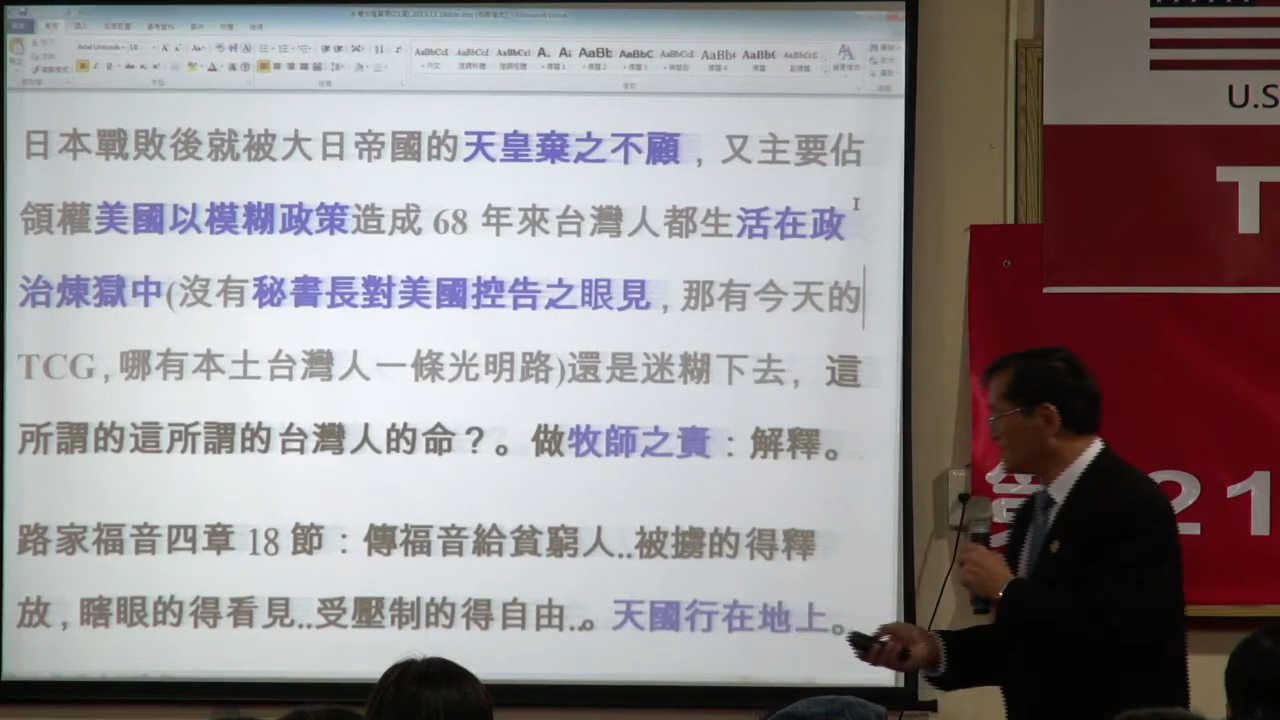 日本戰敗後就被大日帝國的天皇棄之不顧，又主要佔
領權美國以模糊政策造成 68 年來台灣人都生活在政
治煉獄中(沒有秘書長對美國控告之眼見，那有今天的
TCG，哪有本土台灣人一條光明路)還是迷糊下去，這
所謂的這所謂的台灣人的命？。做牧師之責：解釋。
路家福音四章 18 節：傳福音給貧窮人..被擄的得釋
放，瞎眼的得看見..受壓制的得自由..。天國行在地上。
U.S
T
21